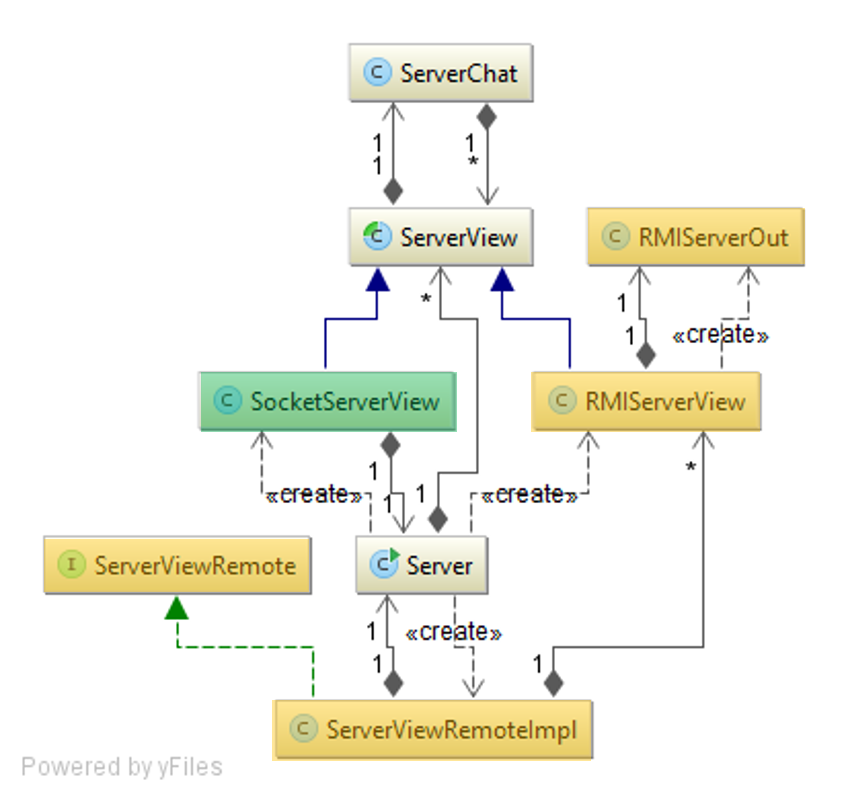 C ServerChat
1
1
1
*
C ServerView
C RMIServerOut
*
1
1
«create»
C SocketServerView
C RMIServerView
«create»
1
1
1
«create»
*
I ServerViewRemote
C Server
1
«create»
1
1
C ServerViewRemoteImpl
Powered by yFiles